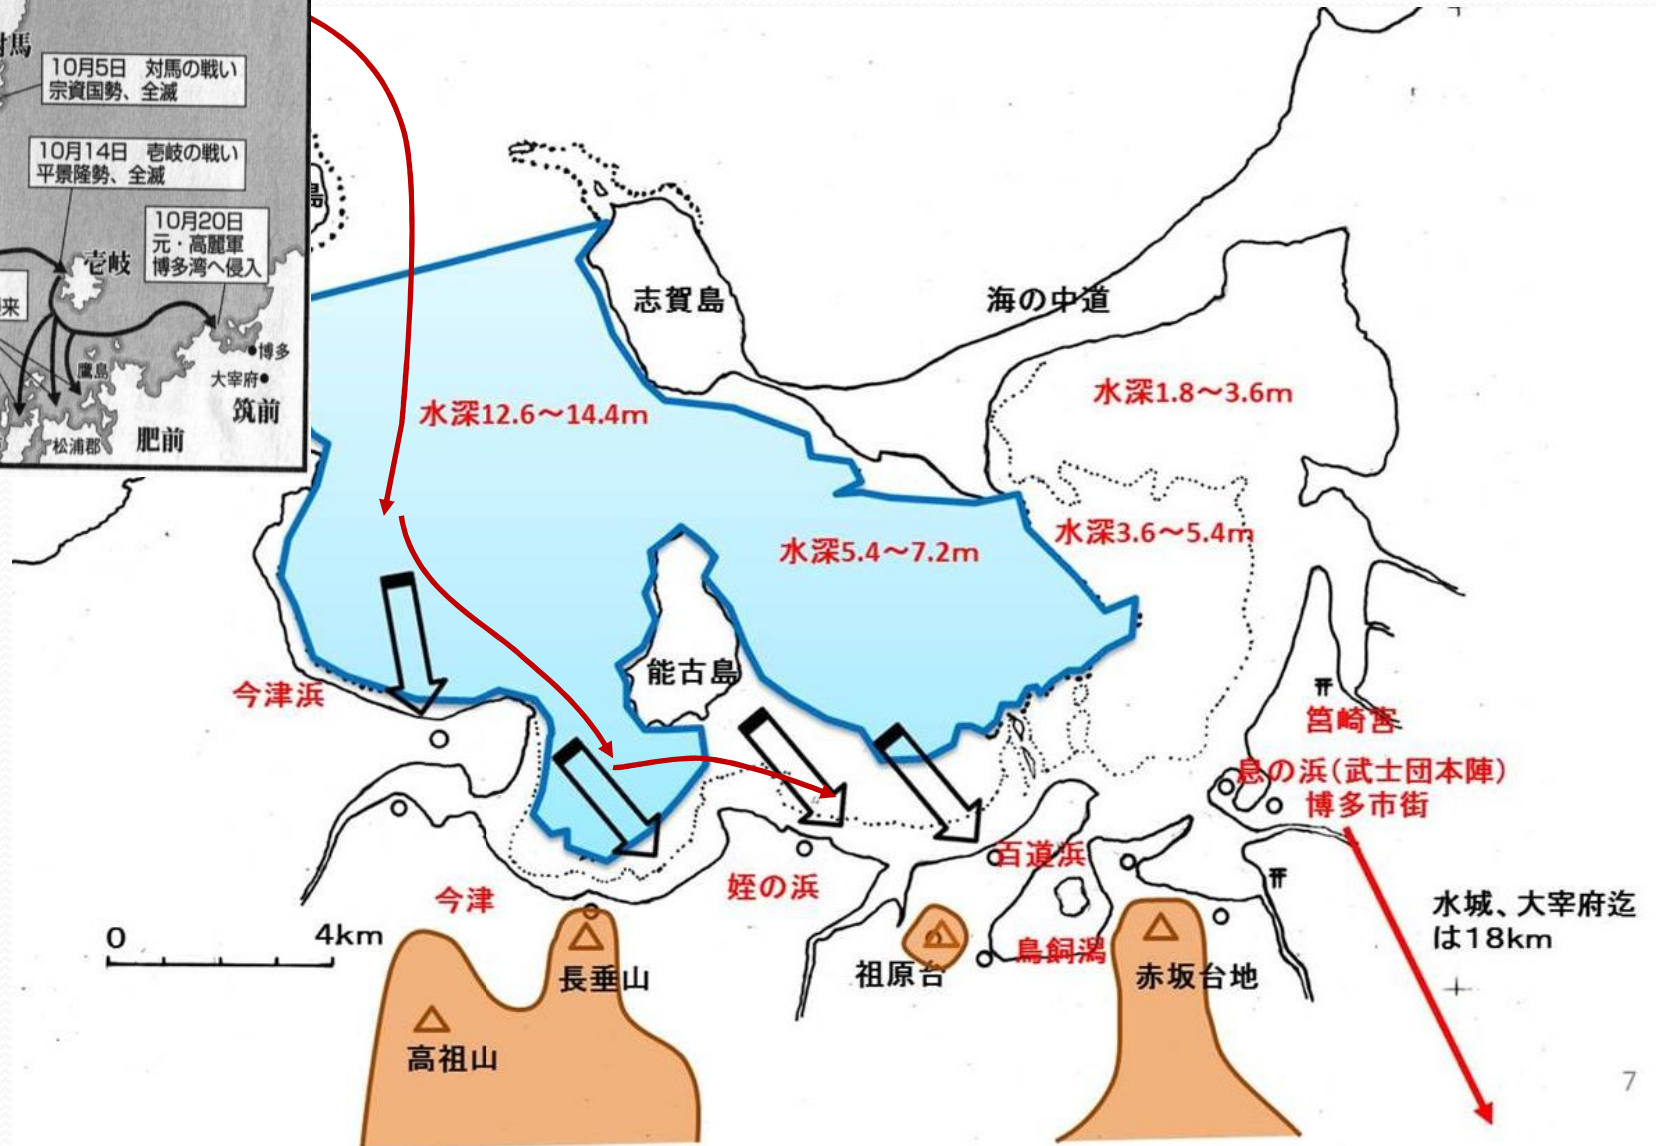 対馬
10月5日 対馬の戦い
宗資国勢、全滅
10月14日 壱岐の戦い
平景隆勢、全滅
10月20日
元・高麗軍
博多湾へ侵入
壱岐
来
鷹島
博多
大宰府
筑前
肥前
松浦郡
島
志賀島
海の中道
水深12.6～14.4m
水深1.8～3.6m
水深5.4～7.2m
水深3.6～5.4m
能古島
今津浜
筥崎宮
息の浜(武士団本陣)
博多市街
百道浜
姪の浜
今津
水城、大宰府迄
は18km
0
4km
長垂山
祖原台
鳥飼潟
赤坂台地
高祖山
7